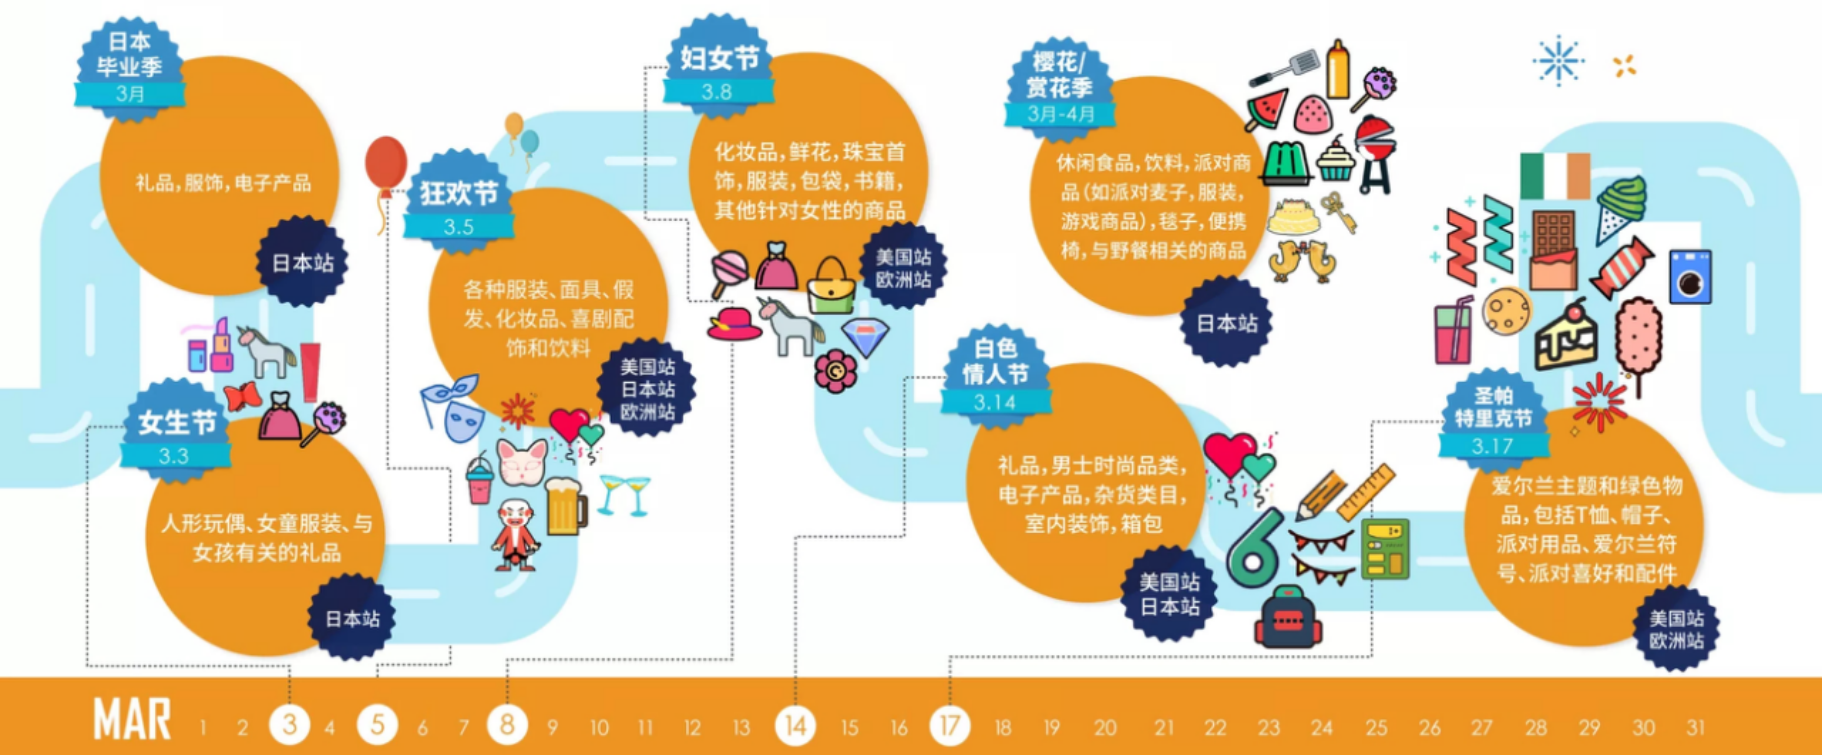 日本
毕业季
3月
礼品,服饰,电子产品
日本站
女生节
3.3
人形玩偶、女童服装、与
女孩有关的礼品
日本站
狂欢节
3.5
各种服装、面具、假
发、化妆品、喜剧配
饰和饮料
美国站
日本站
欧洲站
妇女节
3.8
化妆品,鲜花,珠宝首
饰,服装,包袋,书籍,
其他针对女性的商品
美国站
欧洲站
白色
情人节
3.14
礼品,男士时尚品类,
电子产品,杂货类目,
室内装饰,箱包
美国站
日本站
6
樱花/
赏花季
3月-4月
休闲食品,饮料,派对商
品(如派对麦子,服装,
游戏商品),毯子,便携
椅,与野餐相关的商品
日本站
圣帕
特里克节
3.17
爱尔兰主题和绿色物
品,包括T恤、帽子、
派对用品、爱尔兰符
号、派对喜好和配件
美国站
欧洲站
MAR 1 2 3 4 5 6 7 8 9 10 11 12 13 14 15 16 17 18 19 20 21 22 23 24 25 26 27 28 29 30 31